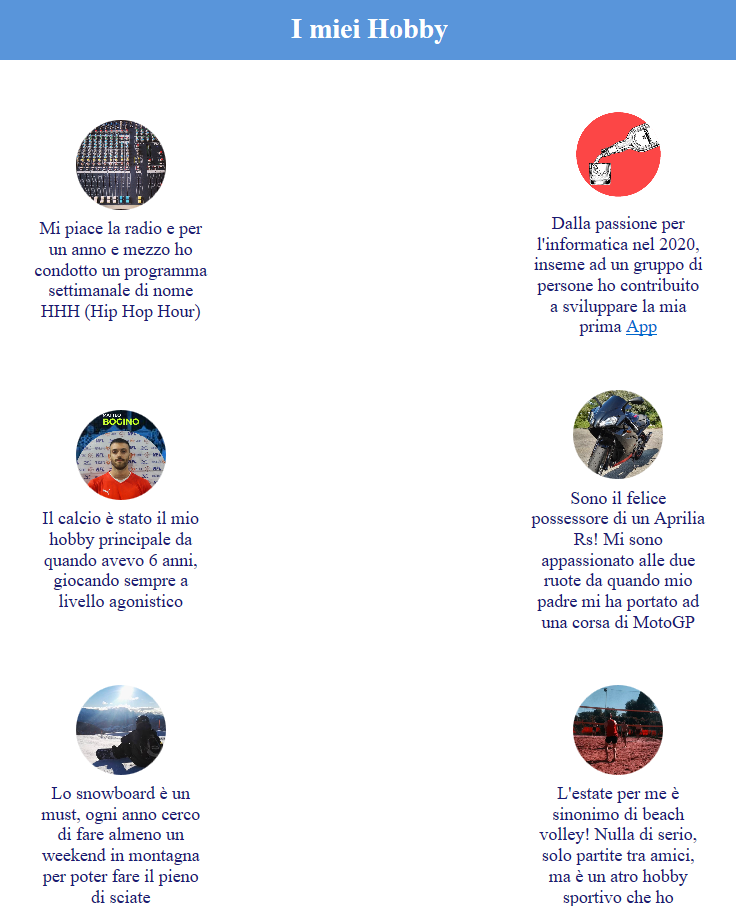 I miei Hobby
Mi piace la radio e per
un anno e mezzo ho
condotto un programma
settimanale di nome
HHH (Hip Hop Hour)
Dalla passione per
l'informatica nel 2020,
inseme ad un gruppo di
persone ho contribuito
a sviluppare la mia
prima App
MATTEO
BOGINO
Il calcio è stato il mio
hobby principale da
quando avevo 6 anni,
giocando sempre a
livello agonistico
Sono il felice
possessore di un Aprilia
Rs! Mi sono
appassionato alle due
ruote da quando mio
padre mi ha portato ad
una corsa di MotoGP
Lo snowboard è un
must, ogni anno cerco
di fare almeno un
weekend in montagna
per poter fare il pieno
di sciate
L'estate per me è
sinonimo di beach
volley! Nulla di serio,
solo partite tra amici,
ma è un atro hobby
sportivo che ho